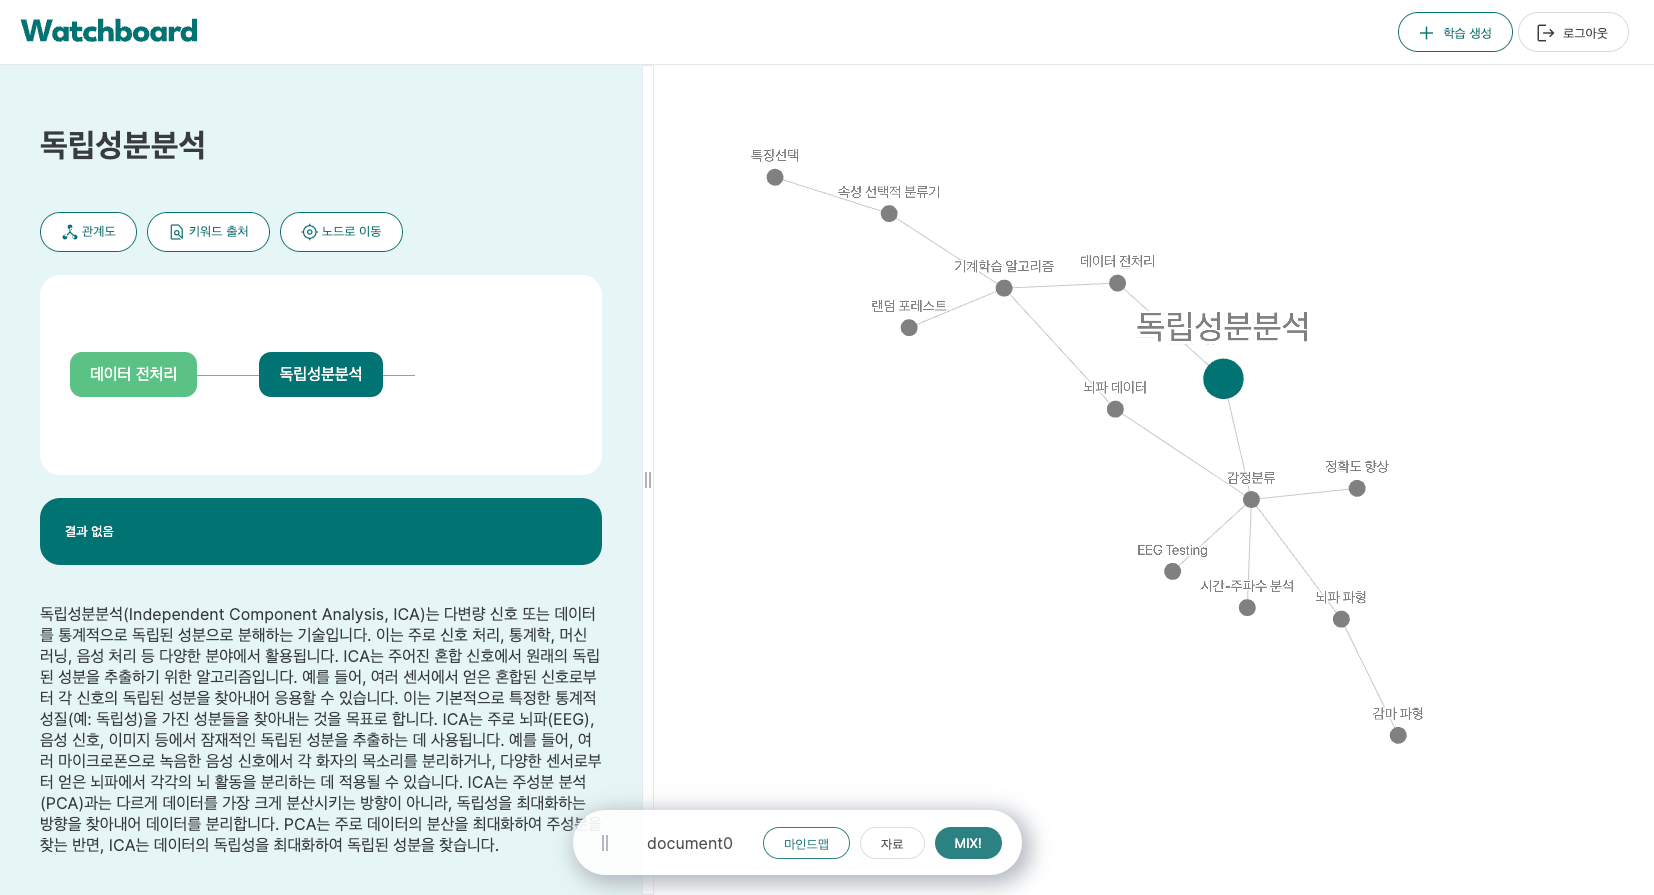 Watchboard
학습 생성
로그아웃
독립성분분석
관계도
키워드 출처
노드로 이동
데이터 전처리
독립성분분석
결과 없음
독립성분분석(Independent Component Analysis, ICA)는 다변량 신호 또는 데이터
를 통계적으로 독립된 성분으로 분해하는 기술입니다. 이는 주로 신호 처리, 통계학, 머신
러닝, 음성 처리 등 다양한 분야에서 활용됩니다. ICA는 주어진 혼합 신호에서 원래의 독립
된 성분을 추출하기 위한 알고리즘입니다. 예를 들어, 여러 센서에서 얻은 혼합된 신호로부
터 각 신호의 독립된 성분을 찾아내어 응용할 수 있습니다. 이는 기본적으로 특정한 통계적
성질(예: 독립성)을 가진 성분들을 찾아내는 것을 목표로 합니다. ICA는 주로 뇌파(EEG),
음성 신호, 이미지 등에서 잠재적인 독립된 성분을 추출하는 데 사용됩니다. 예를 들어, 여
러 마이크로폰으로 녹음한 음성 신호에서 각 화자의 목소리를 분리하거나, 다양한 센서로부
터 얻은 뇌파에서 각각의 뇌 활동을 분리하는 데 적용될 수 있습니다. ICA는 주성분 분석
(PCA)과는 다르게 데이터를 가장 크게 분산시키는 방향이 아니라, 독립성을 최대화하는
방향을 찾아내어 데이터를 분리합니다. PCA는 주로 데이터의 분산을 최대화하여 주성분을
찾는 반면, ICA는 데이터의 독립성을 최대화하여 독립된 성분을 찾습니다.
특징선택
속성 선택적 분류기
기계학습 알고리즘
데이터 전처리
랜덤 포레스트
독립성분분석
뇌파 데이터
감정분류
정확도 향상
EEG Testing
시간-주파수 분석
뇌파 파형
감마 파형
document0
마인드맵
자료
MIX!